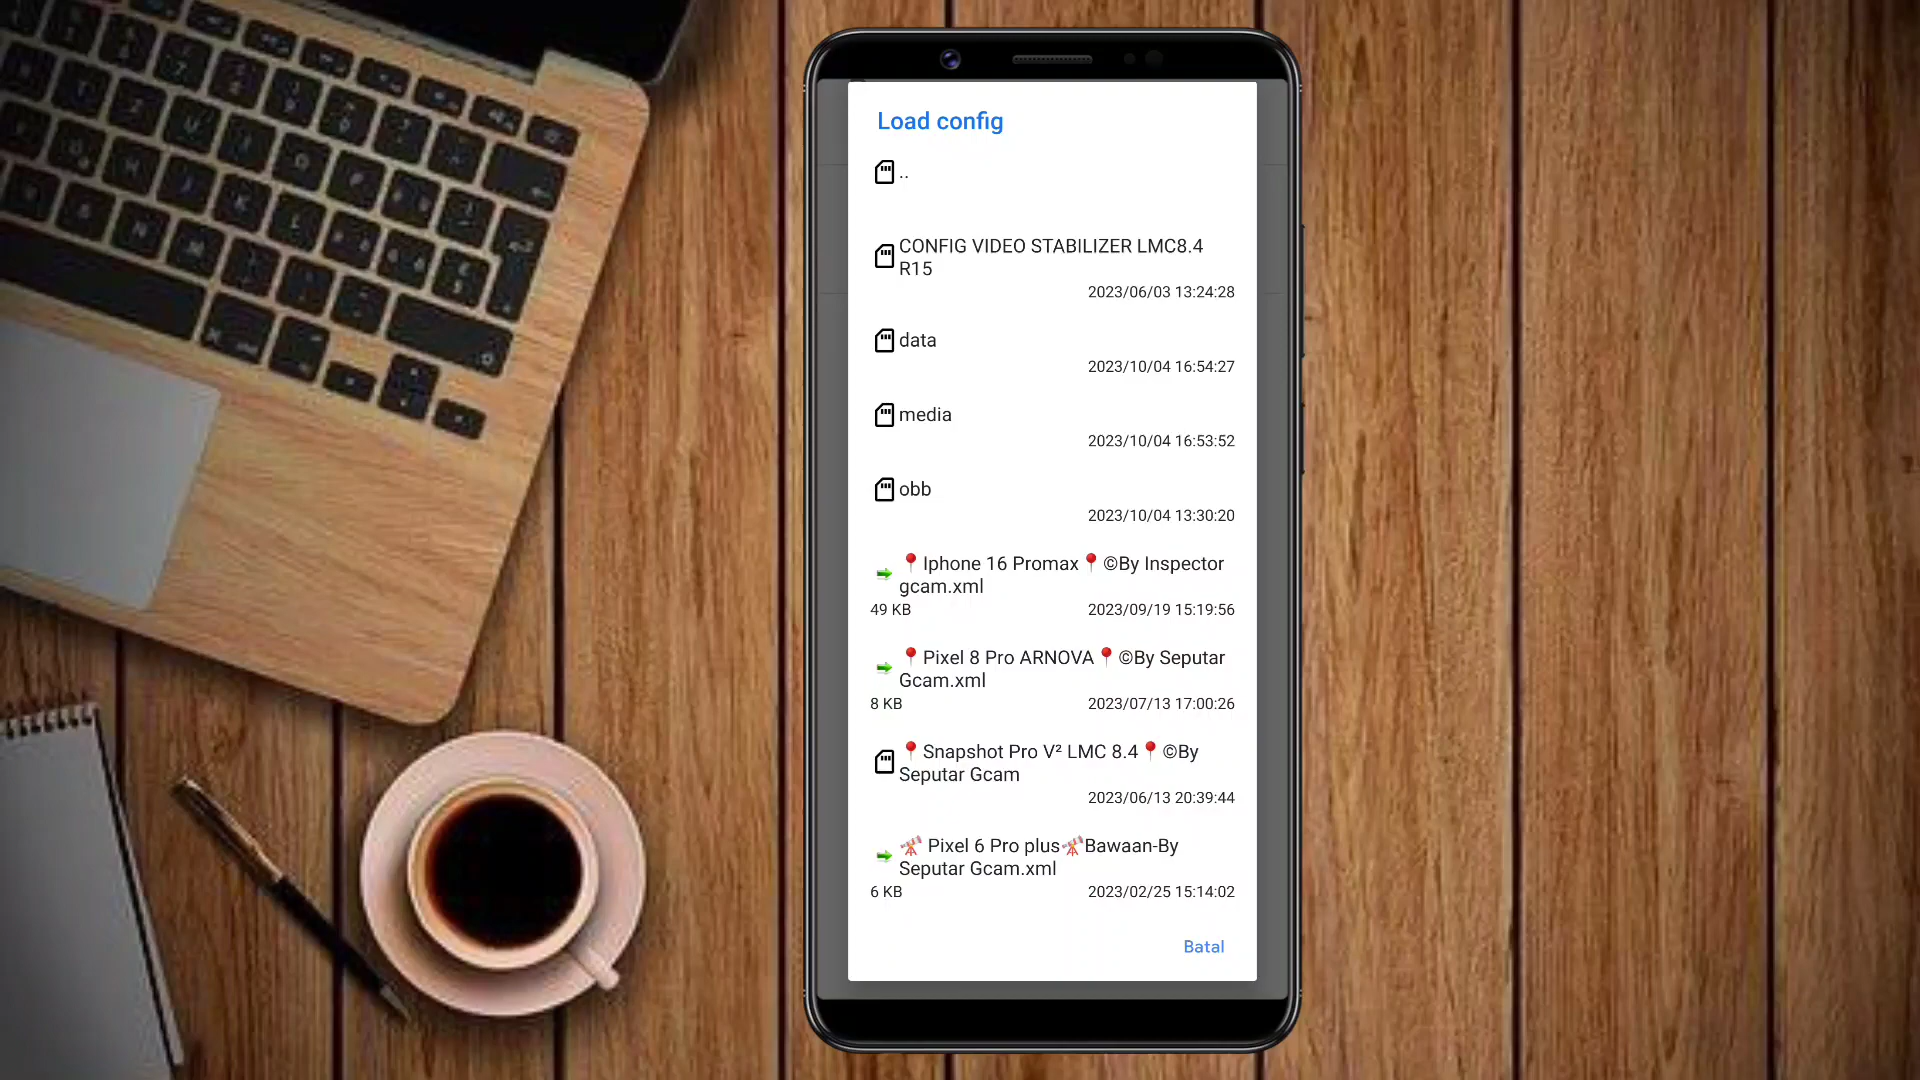 Load config
..
CONFIG VIDEO STABILIZER LMC8.4
R15
2023/06/03 13:24:28
data
2023/10/04 16:54:27
media
2023/10/04 16:53:52
obb
2023/10/04 13:30:20
📍Iphone 16 Promax📍©By Inspector
gcam.xml
49 KB 2023/09/19 15:19:56
📍Pixel 8 Pro ARNOVA📍©By Seputar
Gcam.xml
8 KB 2023/07/13 17:00:26
📍Snapshot Pro V² LMC 8.4📍©By
Seputar Gcam
2023/06/13 20:39:44
🔭 Pixel 6 Pro plus🔭Bawaan-By
Seputar Gcam.xml
6 KB 2023/02/25 15:14:02
Batal